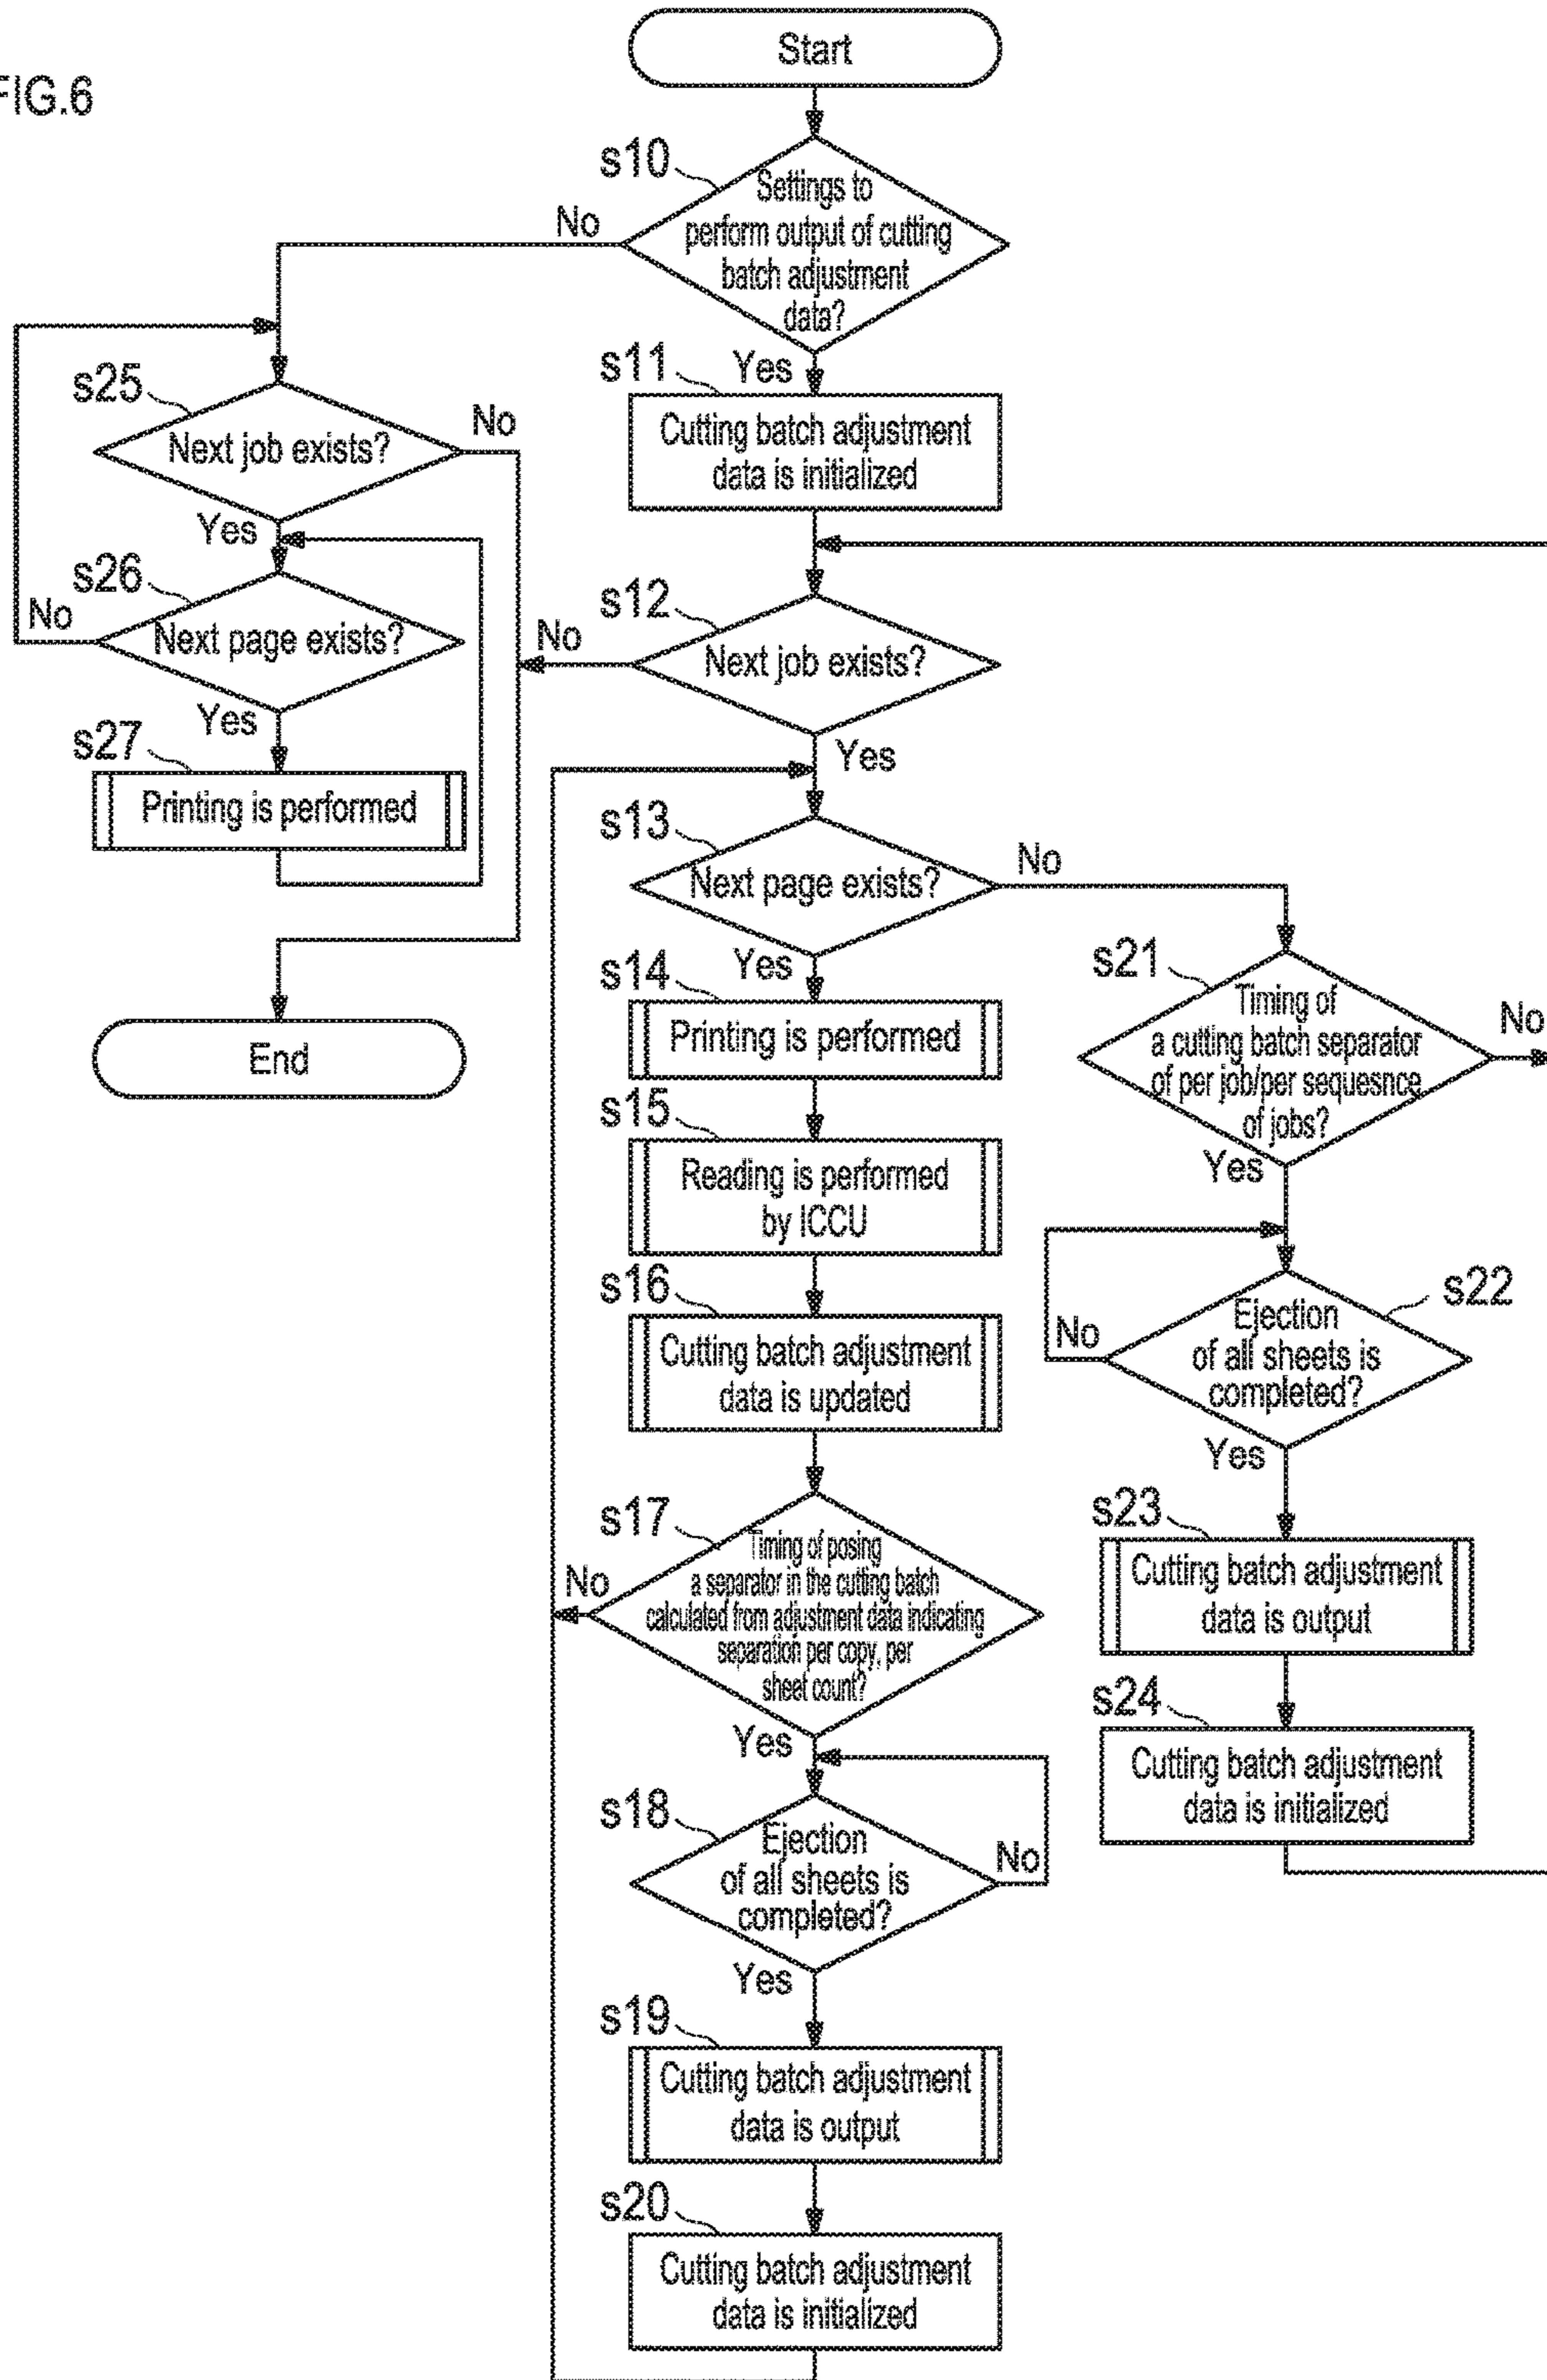 FIG.6
Start
s10
Settings to
perform output of cutting
batch adjustment
data?
No
Yes
s11
Cutting batch adjustment
data is initialized
s25
Next job exists?
No
Yes
s26
Next page exists?
No
Yes
s27
Printing is performed
End
s12
Next job exists?
No
Yes
s13
Next page exists?
No
Yes
s14
Printing is performed
s15
Reading is performed
by ICCU
s16
Cutting batch adjustment
data is updated
s17
Timing of posing
a separator in the cutting batch
calculated from adjustment data indicating
separation per copy, per
sheet count?
No
Yes
s18
Ejection
of all sheets is
completed?
No
Yes
s19
Cutting batch adjustment
data is output
s20
Cutting batch adjustment
data is initialized
s21
Timing of
a cutting batch separator
of per job/per sequesnce
of jobs?
No
Yes
s22
Ejection
of all sheets is
completed?
No
Yes
s23
Cutting batch adjustment
data is output
s24
Cutting batch adjustment
data is initialized